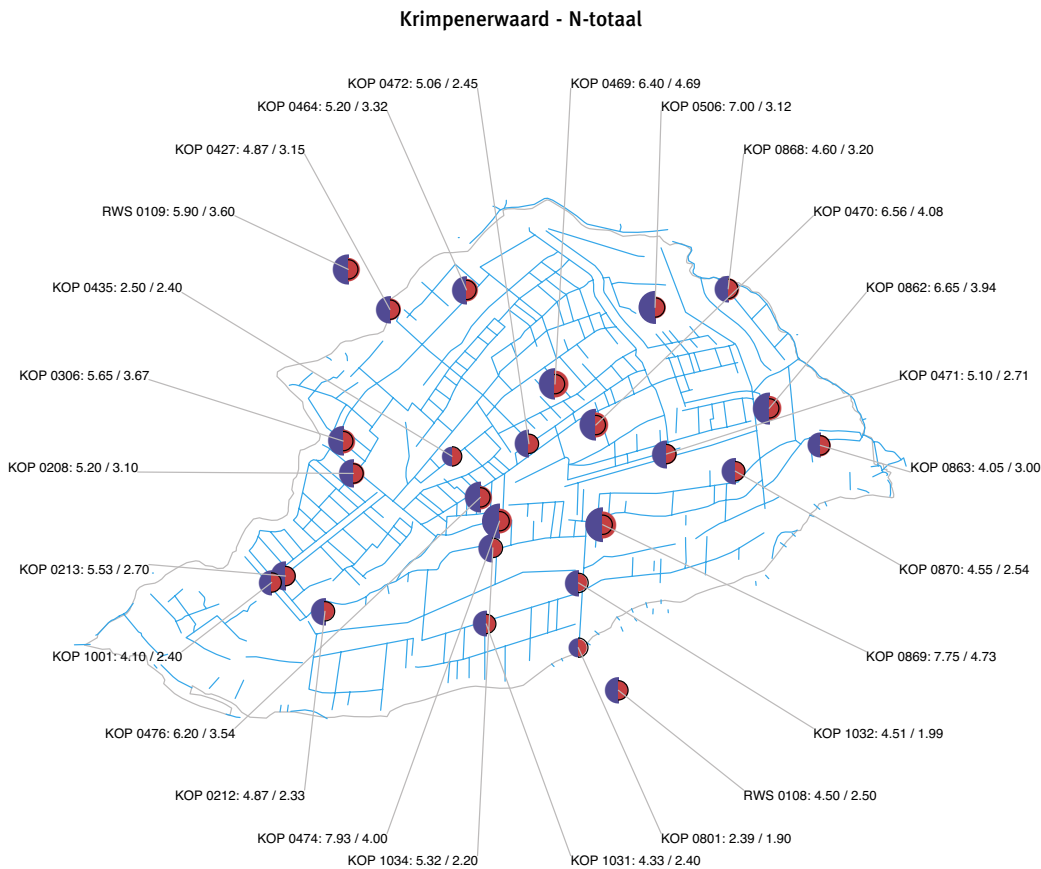 Krimpenerwaard - N-totaal
KOP 0472: 5.06 / 2.45
KOP 0469: 6.40 / 4.69
KOP 0464: 5.20 / 3.32
KOP 0506: 7.00 / 3.12
KOP 0427: 4.87 / 3.15
KOP 0868: 4.60 / 3.20
RWS 0109: 5.90 / 3.60
KOP 0470: 6.56 / 4.08
KOP 0435: 2.50 / 2.40
KOP 0862: 6.65 / 3.94
KOP 0306: 5.65 / 3.67
KOP 0471: 5.10 / 2.71
KOP 0208: 5.20 / 3.10
KOP 0863: 4.05 / 3.00
KOP 0213: 5.53 / 2.70
KOP 0870: 4.55 / 2.54
KOP 1001: 4.10 / 2.40
KOP 0869: 7.75 / 4.73
KOP 0476: 6.20 / 3.54
KOP 1032: 4.51 / 1.99
KOP 0212: 4.87 / 2.33
RWS 0108: 4.50 / 2.50
KOP 0474: 7.93 / 4.00
KOP 0801: 2.39 / 1.90
KOP 1034: 5.32 / 2.20
KOP 1031: 4.33 / 2.40